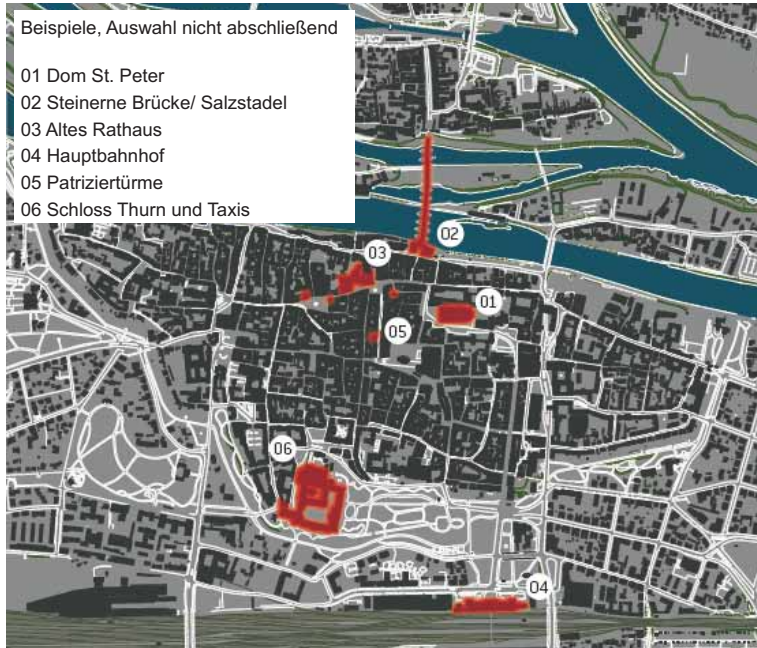 Beispiele, Auswahl nicht abschließend
01 Dom St. Peter
02 Steinerne Brücke/ Salzstadel
03 Altes Rathaus
04 Hauptbahnhof
05 Patriziertürme
06 Schloss Thurn und Taxis
02
03
01
05
06
04